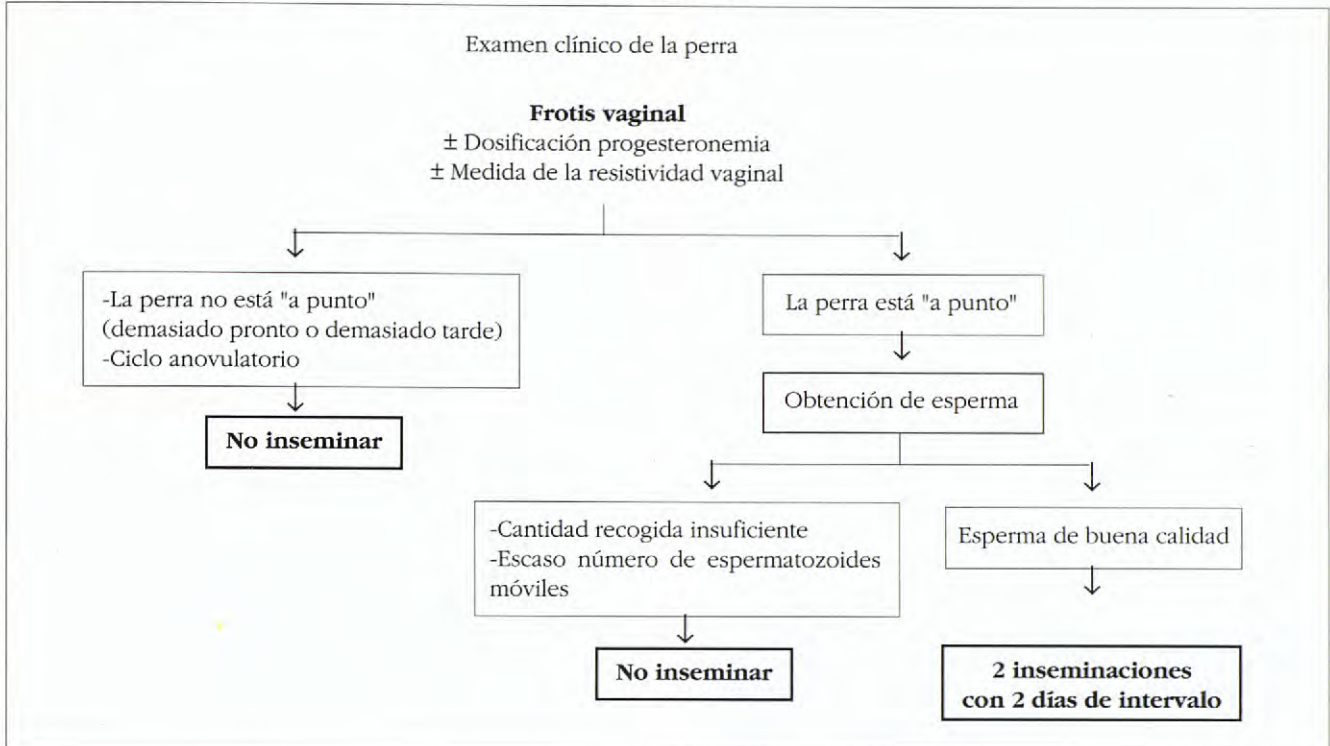 Examen clínico de la perra
Frotis vaginal
± Dosificación progesteronemia
± Medida de la resistividad vaginal
-La perra no está "a punto"
(demasiado pronto o demasiado tarde)
-Ciclo anovulatorio
No inseminar
La perra está "a punto"
Obtención de esperma
-Cantidad recogida insuficiente
-Escaso número de espermatozoides
móviles
No inseminar
Esperma de buena calidad
2 inseminaciones
con 2 días de intervalo